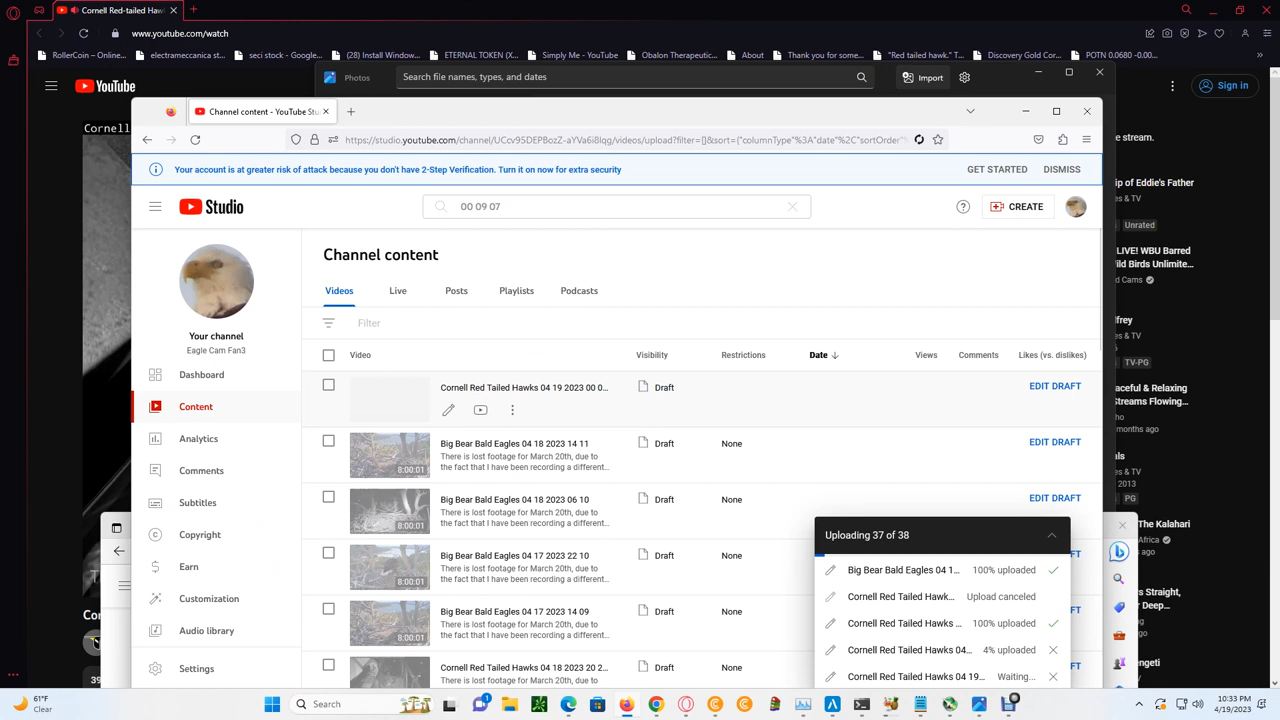 Cornell Red-tailed Hawk
www.youtube.com/watch
RollerCoin – Online b...
electrameccanica st...
seci stock - Google...
(28) Install Window...
ETERNAL TOKEN (X...
Simply Me - YouTube
Obalon Therapeutic...
About
Thank you for some...
"Red tailed hawk." T...
Discovery Gold Cor...
POTN 0.0680 -0.00...
YouTube
Photos
Search file names, types, and dates
Import
Sign in
Channel content - YouTube Stu
https://studio.youtube.com/channel/UCcv95DEPBozZ-aYVa6i8lqg/videos/upload?filter=[]&sort={"columnType"%3A"date"%2C"sortOrder"
Cornell
e stream.
Your account is at greater risk of attack because you don't have 2-Step Verification. Turn it on now for extra security
GET STARTED
DISMISS
ip of Eddie's Father
s & TV
Studio
00 09 07
CREATE
Unrated
LIVE! WBU Barred
ild Birds Unlimite...
d Cams
Channel content
Videos
Live
Posts
Playlists
Podcasts
Your channel
Eagle Cam Fan3
Filter
frey
s & TV
TV-PG
Video
Visibility
Restrictions
Date
Views
Comments
Likes (vs. dislikes)
Dashboard
Content
Analytics
Comments
Subtitles
Copyright
Earn
Customization
Audio library
Settings
Cornell Red Tailed Hawks 04 19 2023 00 0...
Draft
EDIT DRAFT
aceful & Relaxing
Streams Flowing...
ho
months ago
Big Bear Bald Eagles 04 18 2023 14 11
There is lost footage for March 20th, due to
the fact that I have been recording a different...
8:00:01
Draft
None
EDIT DRAFT
als
s & TV
2013
PG
Big Bear Bald Eagles 04 18 2023 06 10
There is lost footage for March 20th, due to
the fact that I have been recording a different...
8:00:01
Draft
None
EDIT DRAFT
The Kalahari
Africa
s ago
Big Bear Bald Eagles 04 17 2023 22 10
There is lost footage for March 20th, due to
the fact that I have been recording a different...
8:00:01
Draft
None
Big Bear Bald Eagles 04 17 2023 14 09
There is lost footage for March 20th, due to
the fact that I have been recording a different...
8:00:01
Draft
None
Cornell Red Tailed Hawks 04 18 2023 20 2...
Draft
None
Uploading 37 of 38
Big Bear Bald Eagles 04 1...
100% uploaded
Cornell Red Tailed Hawk...
Upload canceled
Cornell Red Tailed Hawks ...
100% uploaded
Cornell Red Tailed Hawks 04...
4% uploaded
Cornell Red Tailed Hawks 04 19...
Waiting...
s Straight,
r Deep...
ngeti
Co
39
61°F
Clear
Search
1
10:33 PM
4/19/2023